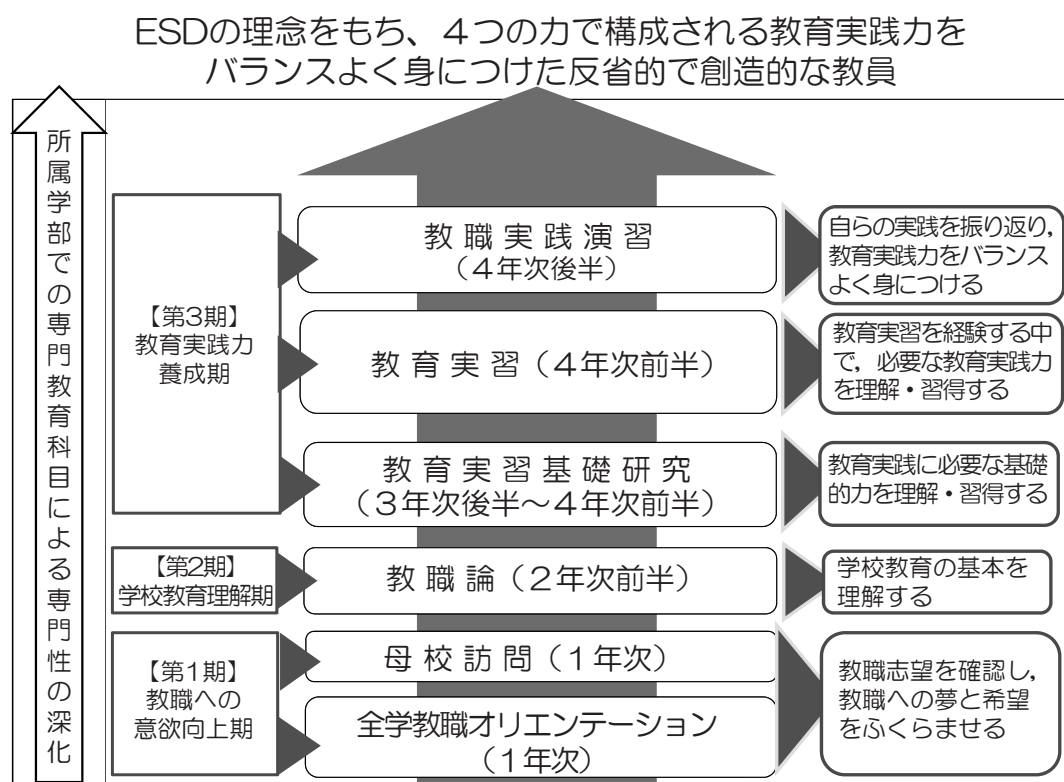 ESDの理念をもち、４つの力で構成される教育実践力を
バランスよく身につけた反省的で創造的な教員
所属学部での専門教育科目による専門性の深化
【第3期】
教育実践力
養成期
教職実践演習
（４年次後半）
自らの実践を振り返り，
教育実践力をバランス
よく身につける
教育実習（４年次前半）
教育実習を経験する中
で，必要な教育実践力
を理解・習得する
教育実習基礎研究
（３年次後半～４年次前半）
教育実践に必要な基礎
的力を理解・習得する
【第2期】
学校教育理解期
教職論（２年次前半）
学校教育の基本を
理解する
【第1期】
教職への
意欲向上期
母校訪問（１年次）
全学教職オリエンテーション
（１年次）
教職志望を確認し，
教職への夢と希望
をふくらませる